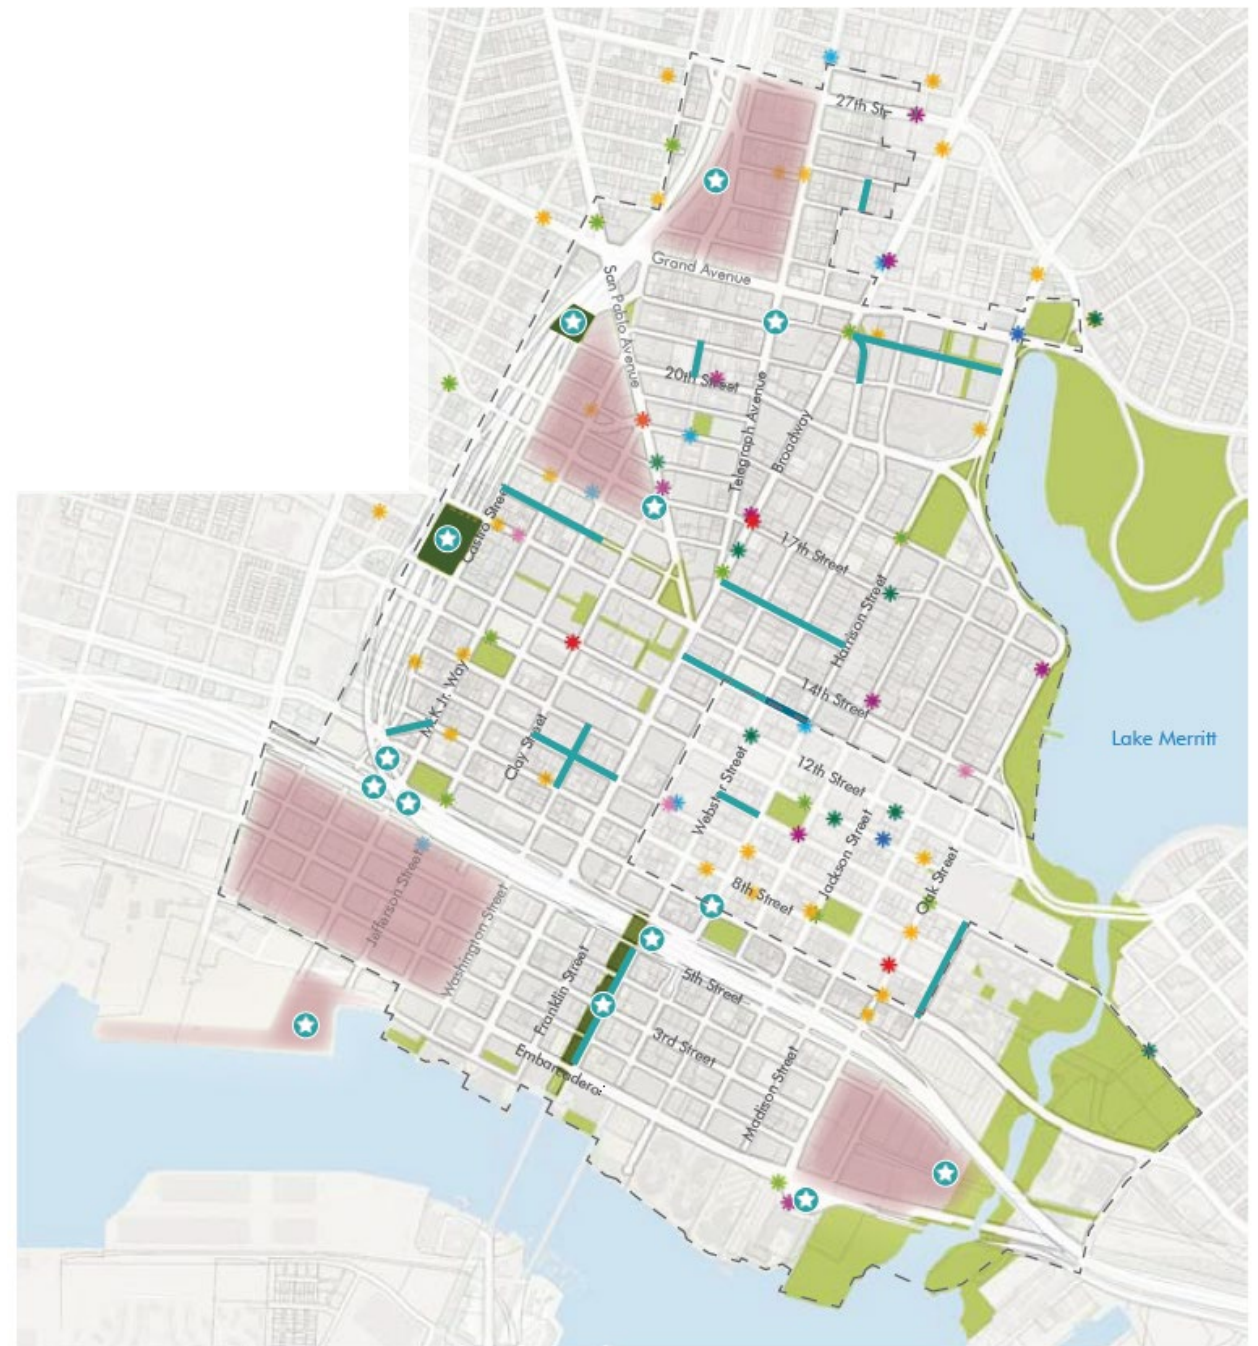 27th St
Grand Avenue
San Pablo Avenue
20th Street
Telegraph Avenue
Broadway
Castro Street
17th Street
Harrison Street
MLK Jr. Way
14th Street
Clay Street
Lake Merritt
12th Street
Webster Street
Jackson Street
Oak Street
8th Street
Jefferson Street
Washington Street
Franklin Street
5th Street
3rd Street
Embarcadero
Madison Street